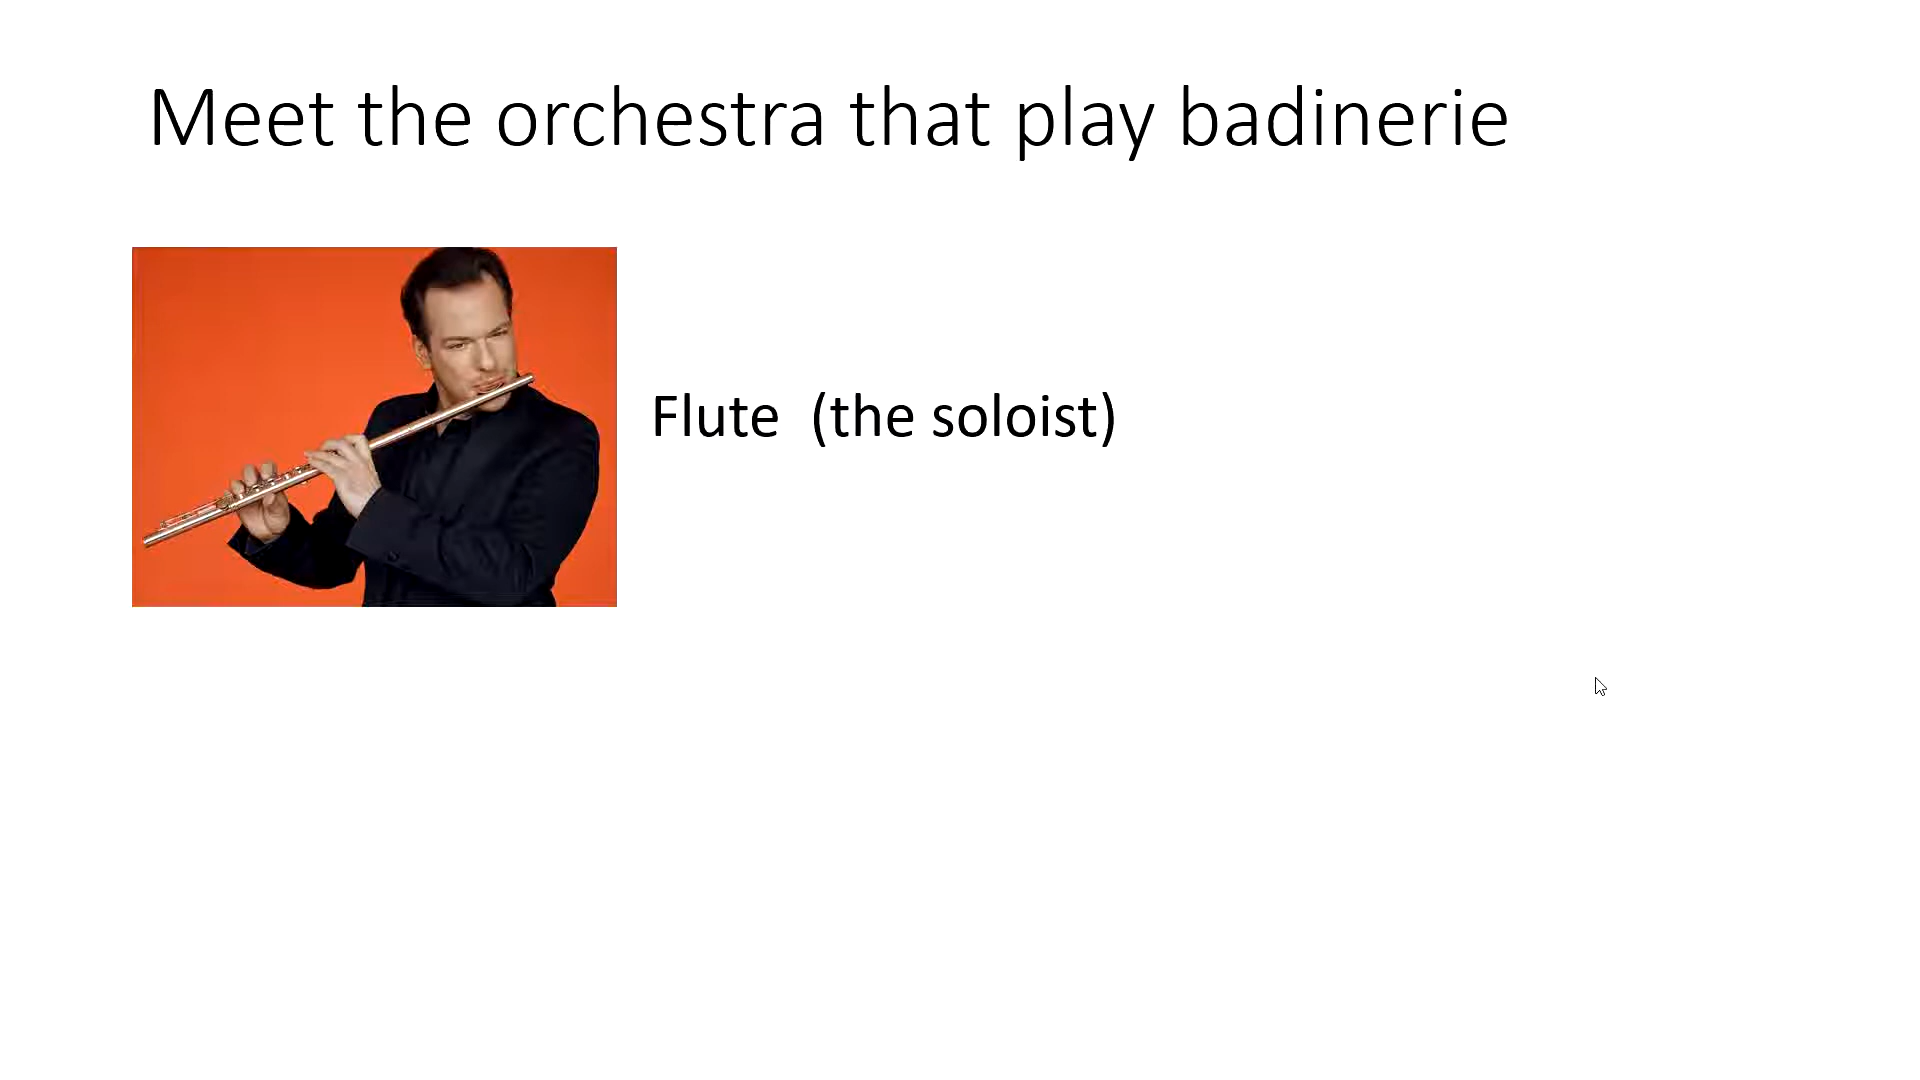 Meet the orchestra that play badinerie
Flute  (the soloist)